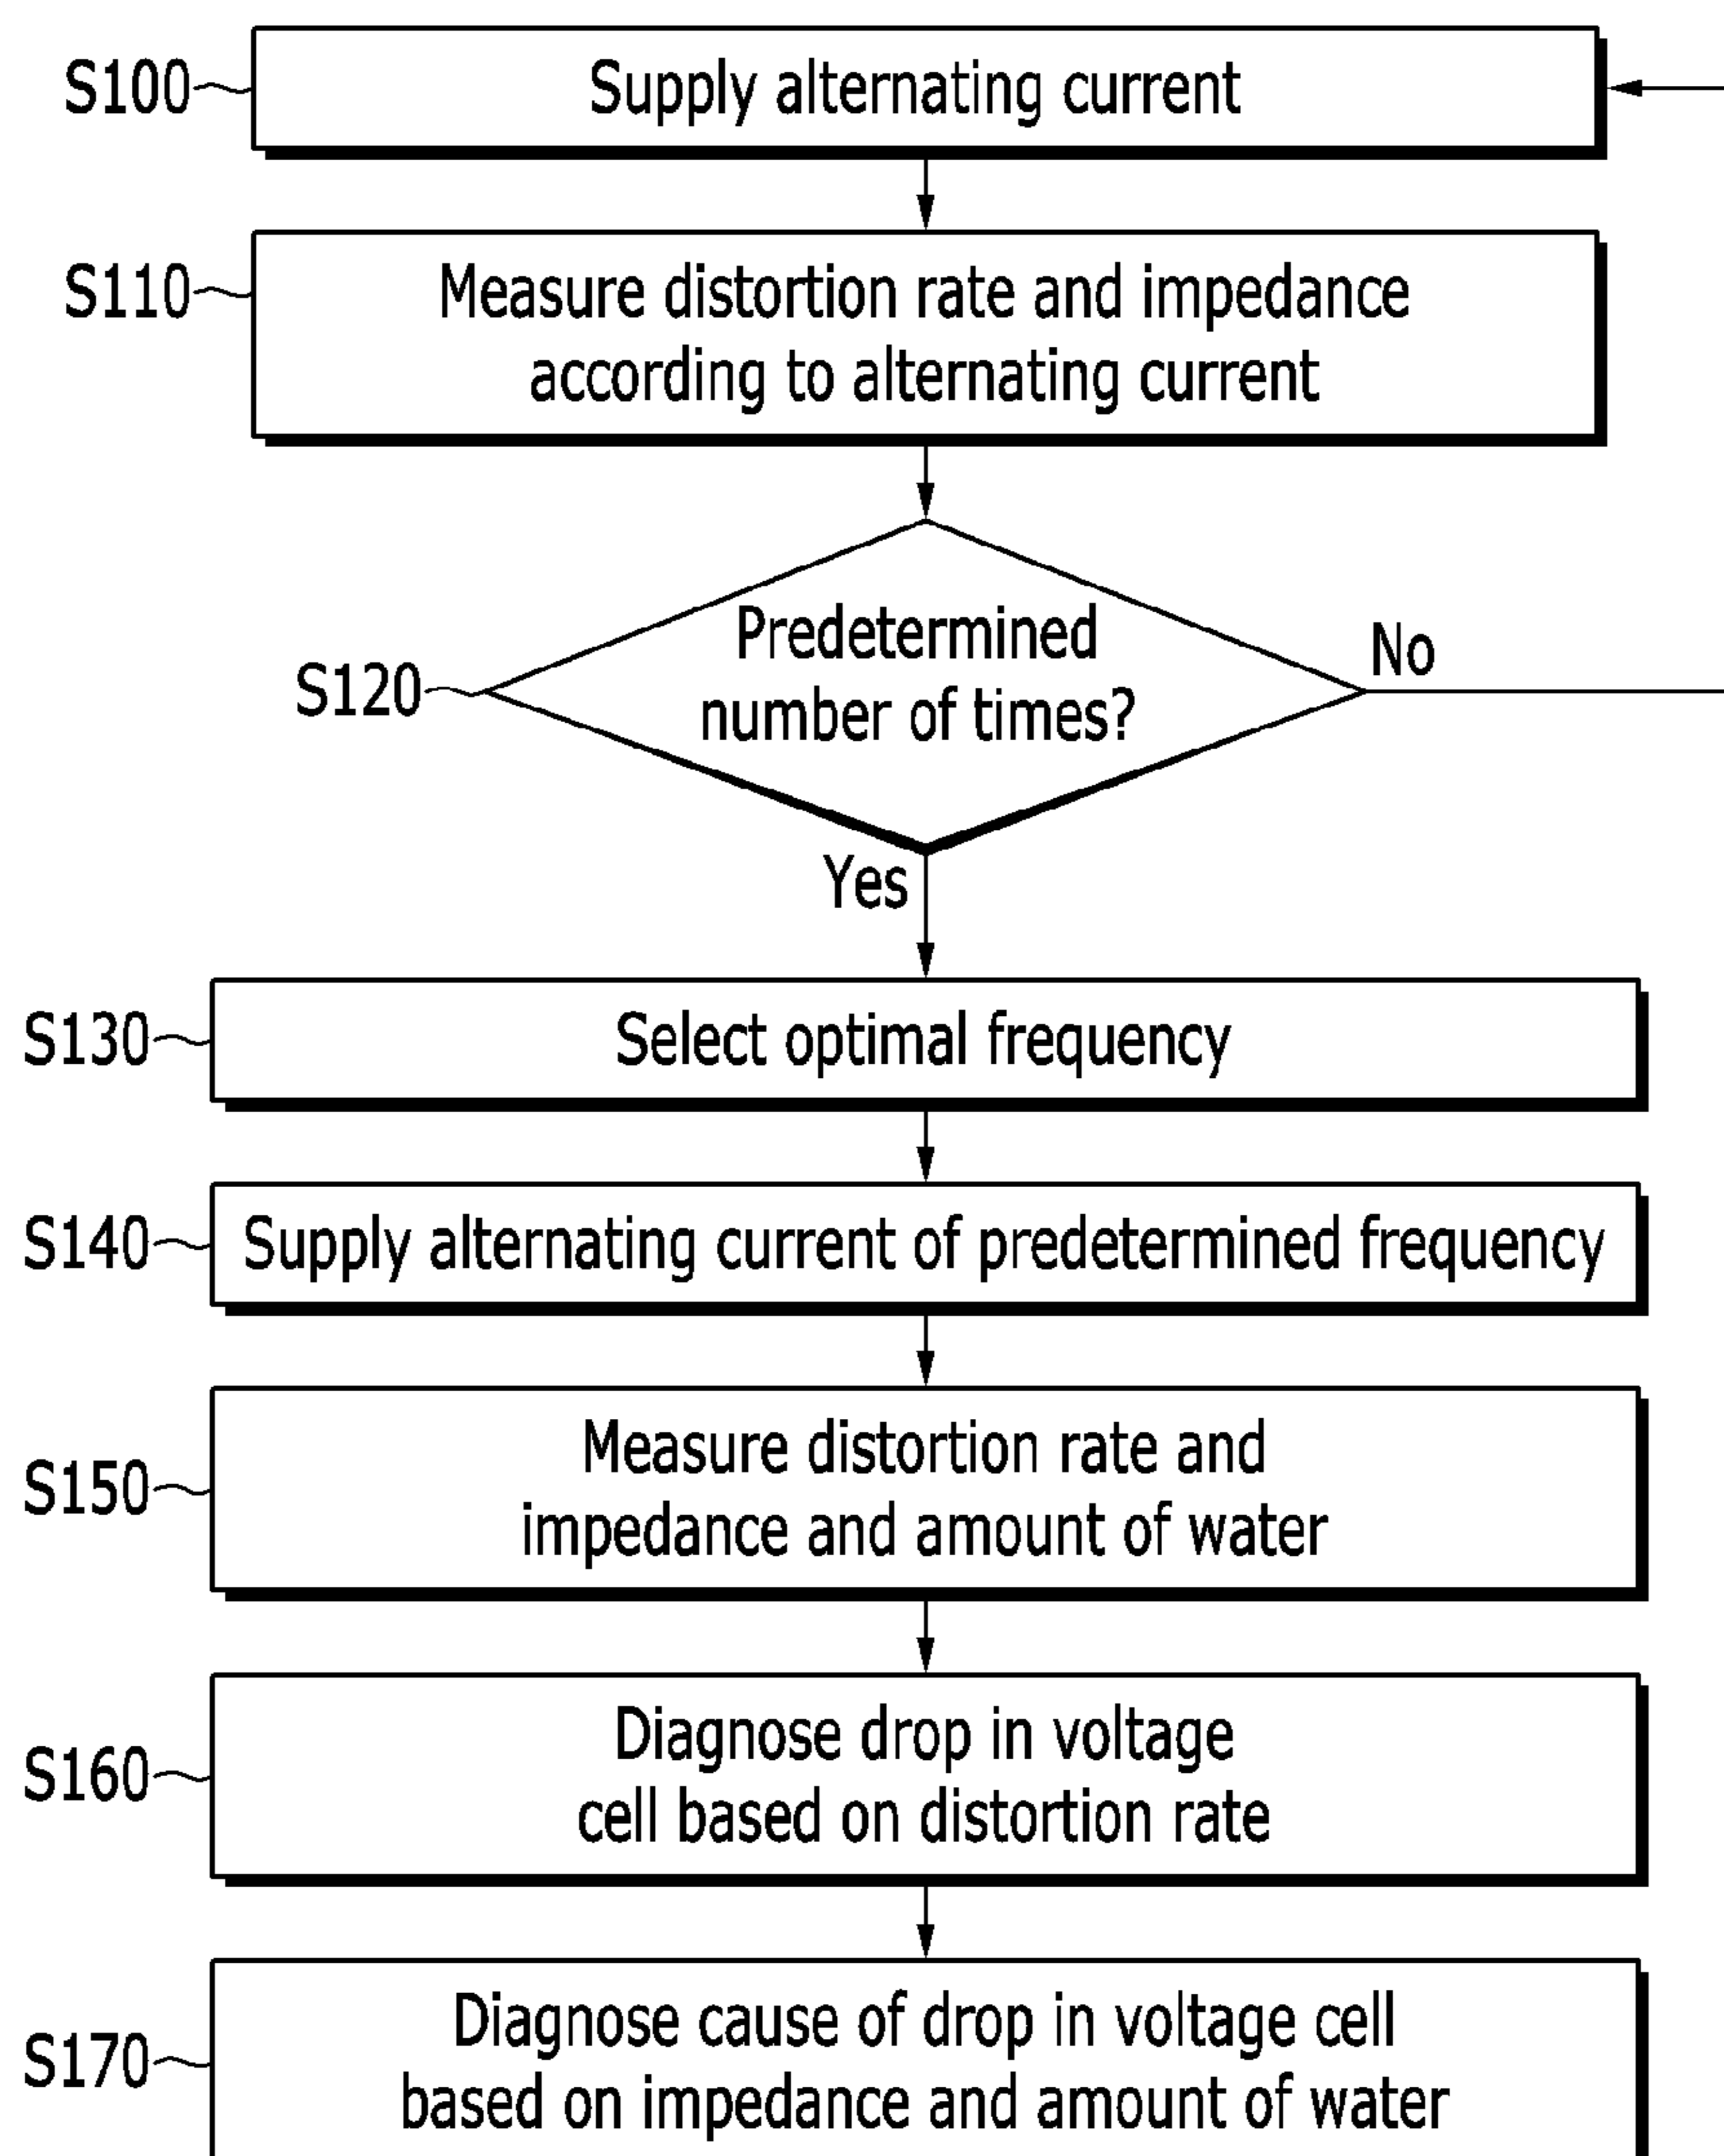 S100
Supply alternating current
S110
Measure distortion rate and impedance
according to alternating current
S120
Predetermined
number of times?
No
Yes
S130
Select optimal frequency
S140
Supply alternating current of predetermined frequency
S150
Measure distortion rate and
impedance and amount of water
S160
Diagnose drop in voltage
cell based on distortion rate
S170
Diagnose cause of drop in voltage cell
based on impedance and amount of water